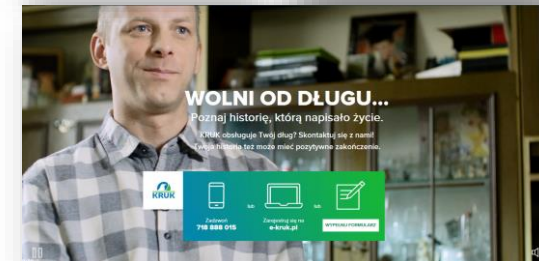 WOLNI OD DŁUGU...
Poznaj historię, którą napisało życie.
KRUK obsługuje Twój dług? Skontaktuj się z nami!
Twoja historia też może mieć pozytywne zakończenie.
KRUK
lub
lub
Zadzwoń
718 888 015
Zarejestruj się na
e-kruk.pl
WYPEŁNIJ FORMULARZ